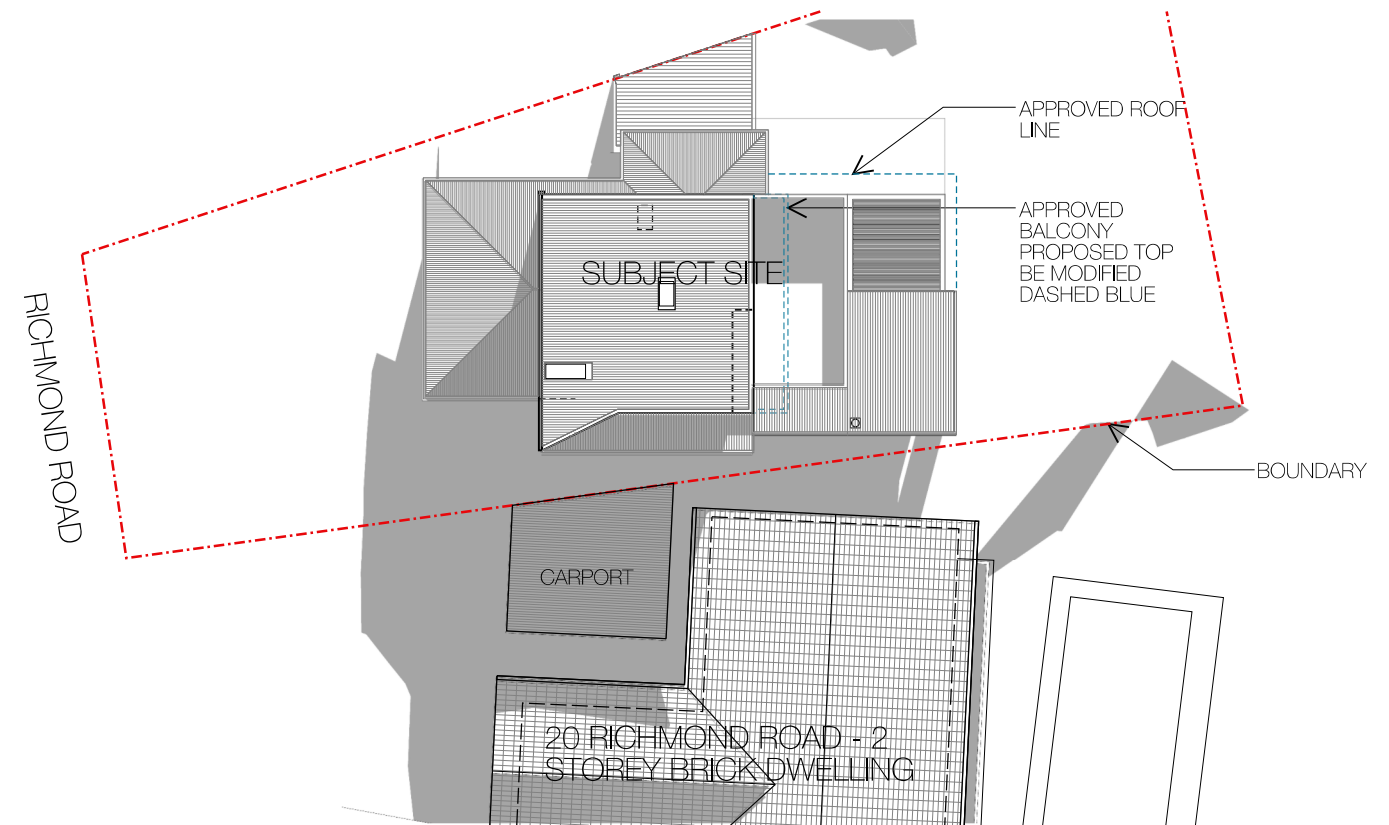 APPROVED ROOF
LINE
APPROVED
BALCONY
PROPOSED TOP
BE MODIFIED
DASHED BLUE
SUBJECT SITE
RICHMOND ROAD
BOUNDARY
CARPORT
20 RICHMOND ROAD - 2
STOREY BRICK DWELLING